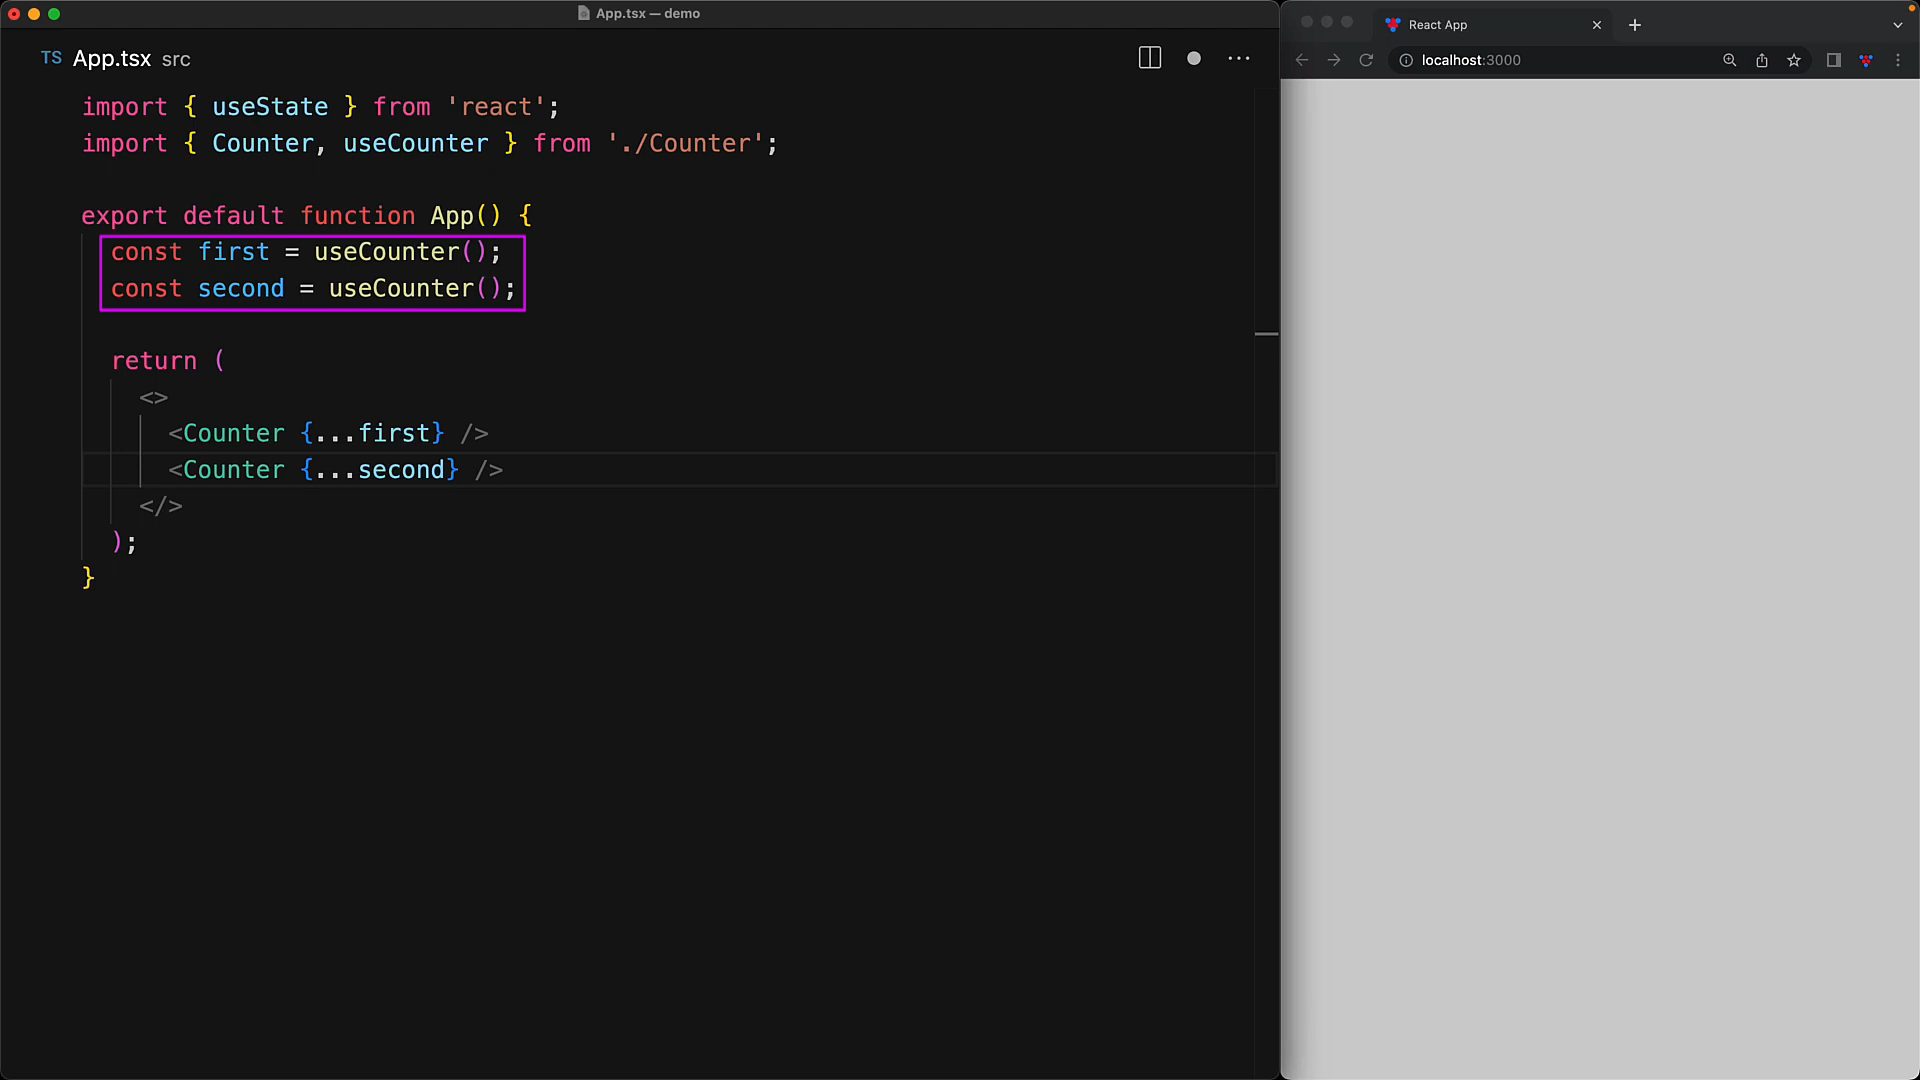 App.tsx — demo
TS App.tsx src
import { useState } from 'react';
import { Counter, useCounter } from './Counter';
export default function App() {
const first = useCounter();
const second = useCounter();
return (
<>
<Counter {...first} />
<Counter {...second} />
</>
);
}
React App
localhost:3000